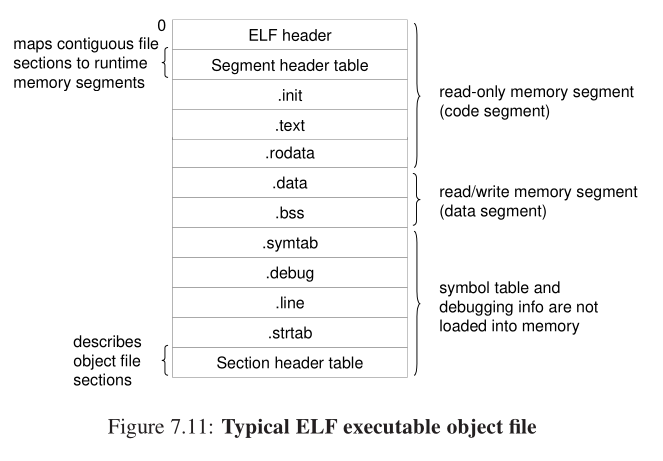 0
maps contiguous file
sections to runtime
memory segments
ELF header
Segment header table
.init
.text
.rodata
.data
.bss
.symtab
.debug
.line
.strtab
Section header table
read-only memory segment
(code segment)
read/write memory segment
(data segment)
symbol table and
debugging info are not
loaded into memory
describes
object file
sections
Figure 7.11: Typical ELF executable object file